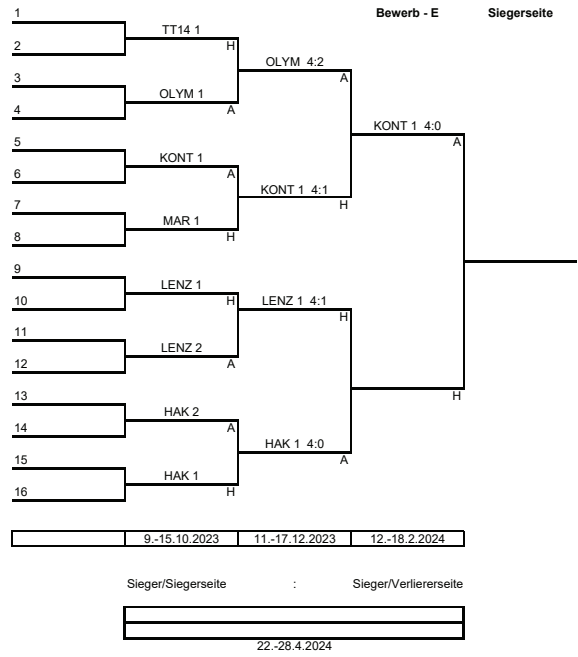 1 Bewerb - E Siegerseite
TT14 1
2 H
OLYM 4:2
3 A
OLYM 1
4 A
5 KONT 1 4:0
KONT 1 A
6 A
KONT 1 4:1
7 H
MAR 1
8 H
9
LENZ 1
10 H LENZ 1 4:1
11 H
LENZ 2
12 A
13 H
HAK 2
14 A
HAK 1 4:0
15 A
HAK 1
16 H
9.-15.10.2023 11.-17.12.2023 12.-18.2.2024
Sieger/Siegerseite : Sieger/Verliererseite
22.-28.4.2024